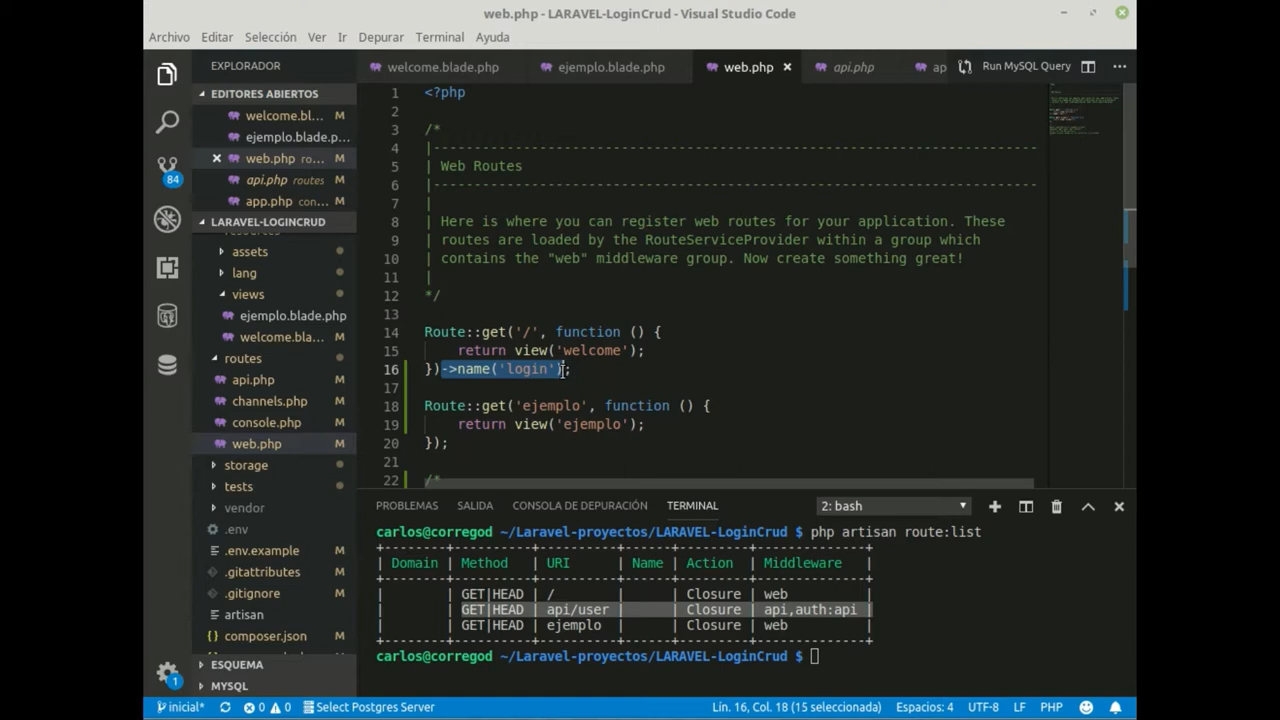 web.php - LARAVEL-LoginCrud - Visual Studio Code
Archivo Editar Selección Ver Ir Depurar Terminal Ayuda
EXPLORADOR
EDITORES ABIERTOS
welcome.bl... M
ejemplo.blade.p...
web.php ro... M
api.php routes M
app.php con... M
LARAVEL-LOGINCRUD
assets
lang
views
ejemplo.blade.php
welcome.bla... M
routes
api.php M
channels.php M
console.php M
web.php M
storage
tests
vendor
.env
.env.example M
.gitattributes M
.gitignore M
artisan
composer.json M
ESQUEMA
MYSQL
84
1
welcome.blade.php ejemplo.blade.php web.php api.php ap Run MySQL Query
1 <?php
2
3 /*
4 |--------------------------------------------------------------------------
5 | Web Routes
6 |--------------------------------------------------------------------------
7 |
8 | Here is where you can register web routes for your application. These
9 | routes are loaded by the RouteServiceProvider within a group which
10 | contains the "web" middleware group. Now create something great!
11 |
12 */
13
14 Route::get('/', function () {
15 return view('welcome');
16 })->name('login');
17
18 Route::get('ejemplo', function () {
19 return view('ejemplo');
20 });
21
22 /*
PROBLEMAS SALIDA CONSOLA DE DEPURACIÓN TERMINAL 2: bash
carlos@corregod ~/Laravel-proyectos/LARAVEL-LoginCrud $ php artisan route:list
+--------+----------+----------+------+---------+--------------+
| Domain | Method | URI | Name | Action | Middleware |
+--------+----------+----------+------+---------+--------------+
| | GET|HEAD | / | | Closure | web |
| | GET|HEAD | api/user | | Closure | api,auth:api |
| | GET|HEAD | ejemplo | | Closure | web |
+--------+----------+----------+------+---------+--------------+
carlos@corregod ~/Laravel-proyectos/LARAVEL-LoginCrud $
inicial* 0 0 Select Postgres Server Lín. 16, Col. 18 (15 seleccionada) Espacios: 4 UTF-8 LF PHP